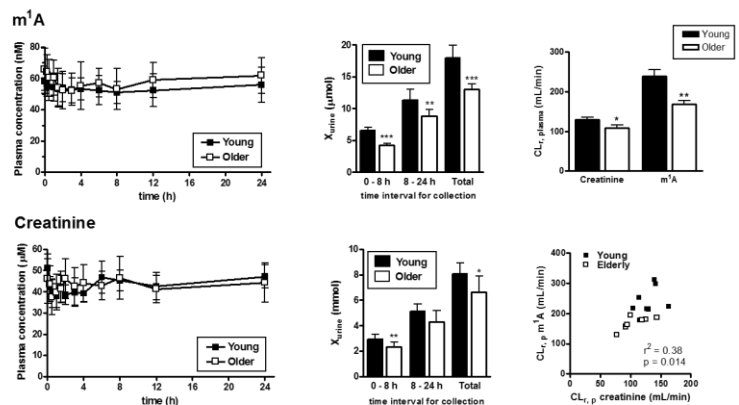 m1A
Plasma concentration (nM)
80
60
40
20
0
0 4 8 12 16 20 24
time (h)
Young
Older
Xurine (μmol)
20
15
10
5
0
Young
Older
***
**
***
0 - 8 h 8 - 24 h Total
time interval for collection
CLr, plasma (mL/min)
300
200
100
0
Young
Older
*
**
Creatinine m1A
Creatinine
Plasma concentration (μM)
60
50
40
30
20
10
0
0 4 8 12 16 20 24
time (h)
Young
Older
Xurine (mmol)
10
8
6
4
2
0
Young
Older
**
*
0 - 8 h 8 - 24 h Total
time interval for collection
CLr, p m1A (mL/min)
400
300
200
100
0
Young
Elderly
r2 = 0.38
p = 0.014
0 50 100 150 200
CLr, p creatinine (mL/min)